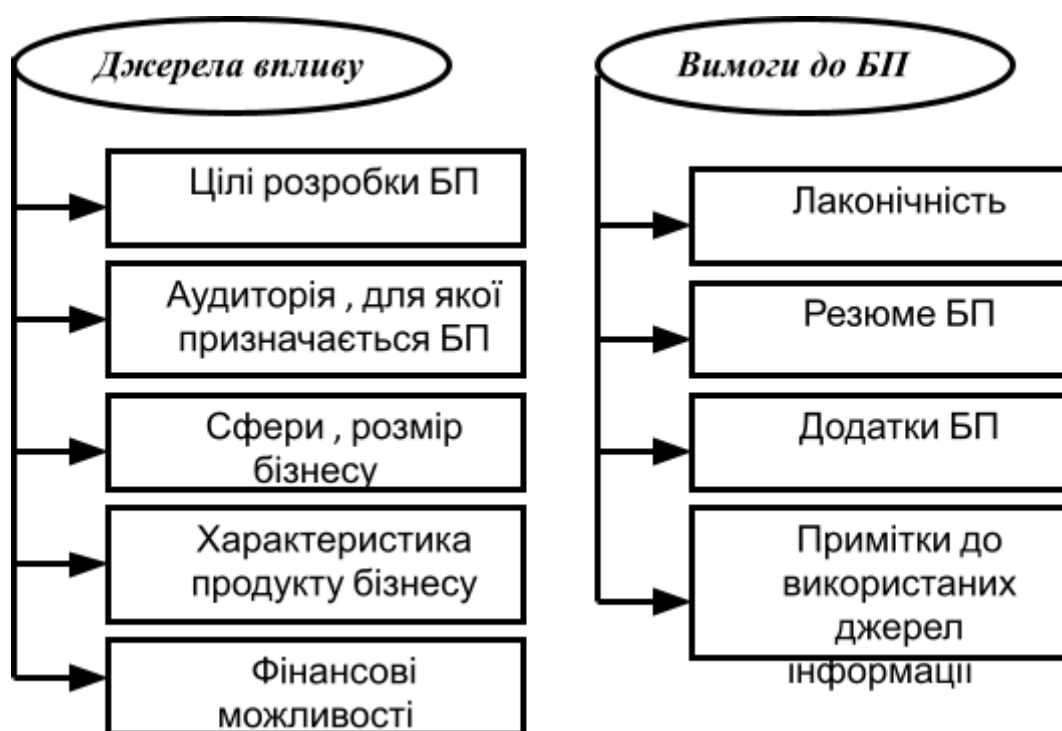 Джерела впливу
Цілі розробки БП
Аудиторія , для якої
призначається БП
Сфери , розмір
бізнесу
Характеристика
продукту бізнесу
Фінансові
можливості
Вимоги до БП
Лаконічність
Резюме БП
Додатки БП
Примітки до
використаних
джерел
інформації